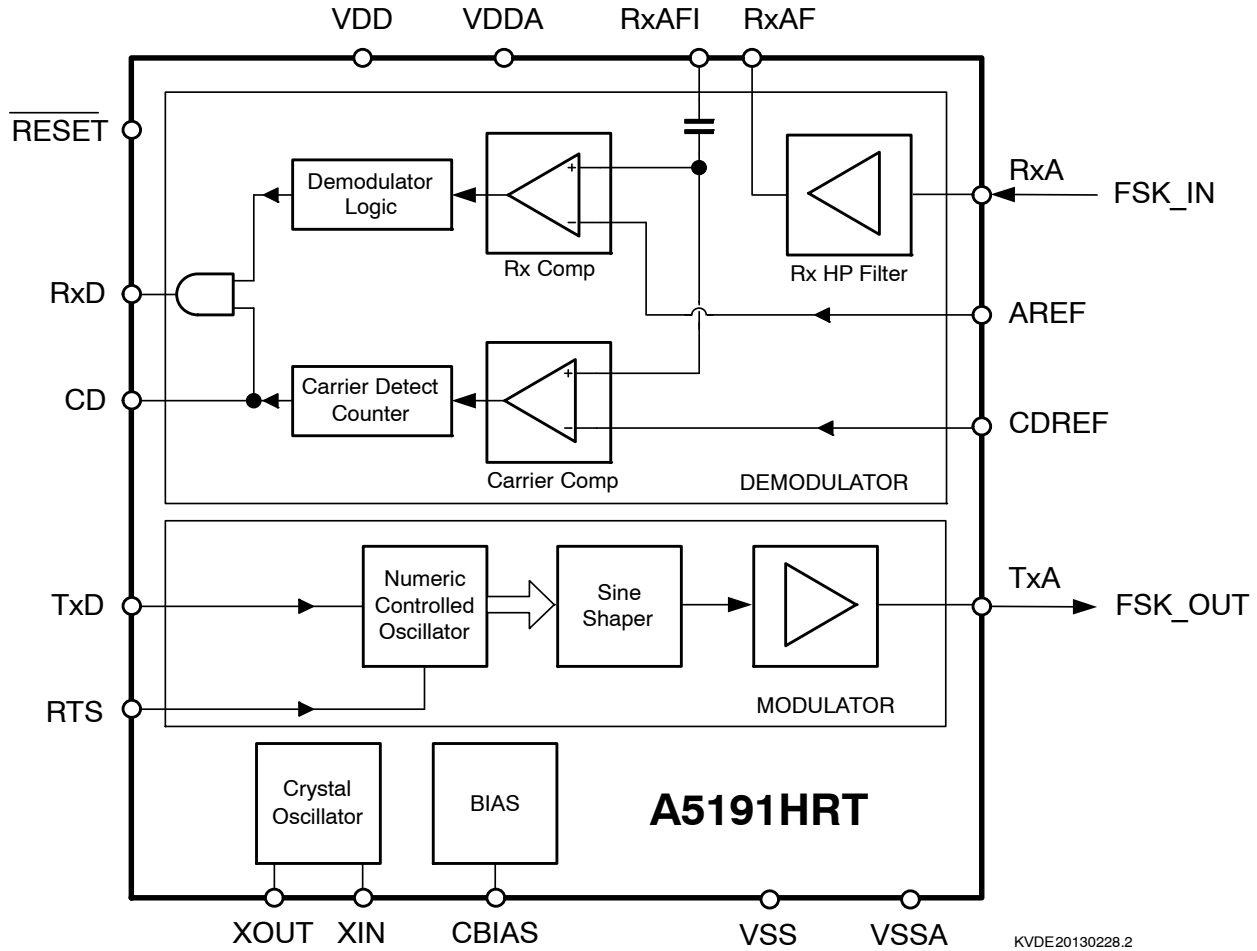 VDD VDDA RxAFI RxAF
RESET
RxA
FSK_IN
Demodulator
Logic
+
−
Rx Comp
Rx HP Filter
RxD
AREF
CD
Carrier Detect
Counter
+
−
Carrier Comp
CDREF
DEMODULATOR
TxD
Numeric
Controlled
Oscillator
Sine
Shaper
TxA
FSK_OUT
RTS
MODULATOR
Crystal
Oscillator
BIAS
A5191HRT
XOUT XIN CBIAS VSS VSSA
KVDE20130228.2